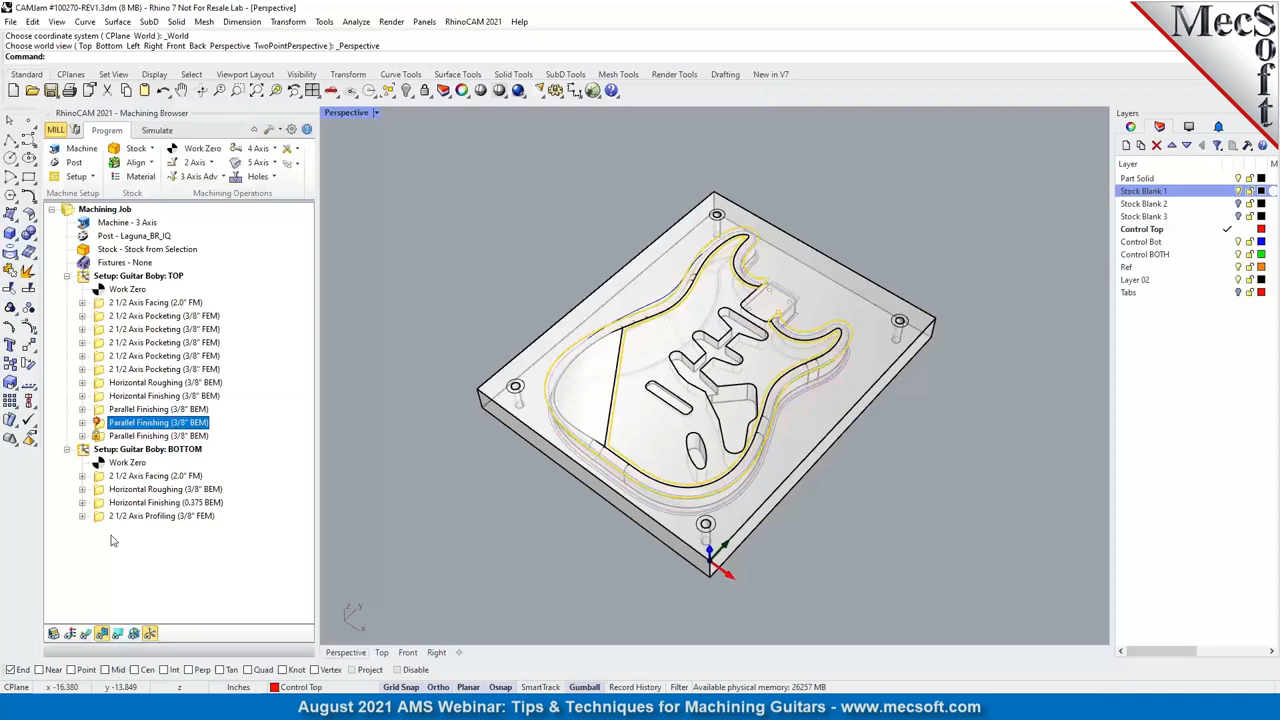 CAMJam #100270-REV1.3dm (8 MB) - Rhino 7 Not For Resale Lab - [Perspective]
File Edit View Curve Surface SubD Solid Mesh Dimension Transform Tools Analyze Render Panels RhinoCAM 2021 Help
Choose coordinate system ( CPlane World ): _World
Choose world view ( Top Bottom Left Right Front Back Perspective TwoPointPerspective ): _Perspective
Command:
Standard CPlanes Set View Display Select Viewport Layout Visibility Transform Curve Tools Surface Tools Solid Tools SubD Tools Mesh Tools Render Tools Drafting New in V7
MecSoft
RhinoCAM 2021 - Machining Browser
MILL Program Simulate
Machine Stock Work Zero 4 Axis
Post Align 2 Axis 5 Axis
Setup Material 3 Axis Adv Holes
Machine Setup Stock Machining Operations
Machining Job
Machine - 3 Axis
Post - Laguna_BR_IQ
Stock - Stock from Selection
Fixtures - None
Setup: Guitar Boby: TOP
Work Zero
2 1/2 Axis Facing (2.0" FM)
2 1/2 Axis Pocketing (3/8" FEM)
2 1/2 Axis Pocketing (3/8" FEM)
2 1/2 Axis Pocketing (3/8" FEM)
2 1/2 Axis Pocketing (3/8" FEM)
2 1/2 Axis Pocketing (3/8" FEM)
Horizontal Roughing (3/8" BEM)
Horizontal Finishing (3/8" BEM)
Parallel Finishing (3/8" BEM)
Parallel Finishing (3/8" BEM)
Parallel Finishing (3/8" BEM)
Setup: Guitar Boby: BOTTOM
Work Zero
2 1/2 Axis Facing (2.0" FM)
Horizontal Roughing (3/8" BEM)
Horizontal Finishing (0.375 BEM)
2 1/2 Axis Profiling (3/8" FEM)
Perspective
z y
x
Layers
Layer M
Part Solid
Stock Blank 1
Stock Blank 2
Stock Blank 3
Control Top
Control Bot
Control BOTH
Ref
Layer 02
Tabs
Perspective Top Front Right
End Near Point Mid Cen Int Perp Tan Quad Knot Vertex Project Disable
CPlane x -16.380 y -13.849 z Inches Control Top Grid Snap Ortho Planar Osnap SmartTrack Gumball Record History Filter Available physical memory: 26257 MB
August 2021 AMS Webinar: Tips & Techniques for Machining Guitars - www.mecsoft.com